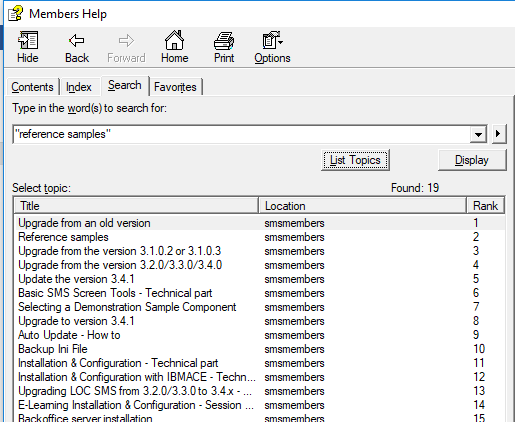 Members Help
Hide Back Forward Home Print Options
Contents Index Search Favorites
Type in the word(s) to search for:
"reference samples"
List Topics Display
Select topic: Found: 19
Title Location Rank
Upgrade from an old version smsmembers 1
Reference samples smsmembers 2
Upgrade from the version 3.1.0.2 or 3.1.0.3 smsmembers 3
Upgrade from the version 3.2.0/3.3.0/3.4.0 smsmembers 4
Update the version 3.4.1 smsmembers 5
Basic SMS Screen Tools - Technical part smsmembers 6
Selecting a Demonstration Sample Component smsmembers 7
Upgrade to version 3.4.1 smsmembers 8
Auto Update - How to smsmembers 9
Backup Ini File smsmembers 10
Installation & Configuration - Technical part smsmembers 11
Installation & Configuration with IBMACE - Techn... smsmembers 12
Upgrading LOC SMS from 3.2.0/3.3.0 to 3.4.x - ... smsmembers 13
E-Learning Installation & Configuration - Session ... smsmembers 14
Backoffice server installation smsmembers 15